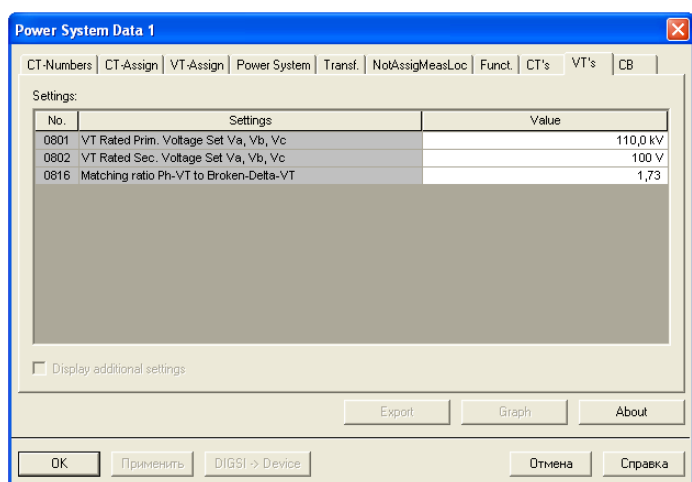 Power System Data 1
CT-Numbers CT-Assign VT-Assign Power System Transf. NotAssigMeasLoc Funct. CT's VT's CB
Settings:
No. Settings Value
0801 VT Rated Prim. Voltage Set Va, Vb, Vc 110,0 kV
0802 VT Rated Sec. Voltage Set Va, Vb, Vc 100 V
0816 Matching ratio Ph-VT to Broken-Delta-VT 1,73
Display additional settings
Export Graph About
OK Применить DIGSI -> Device Отмена Справка